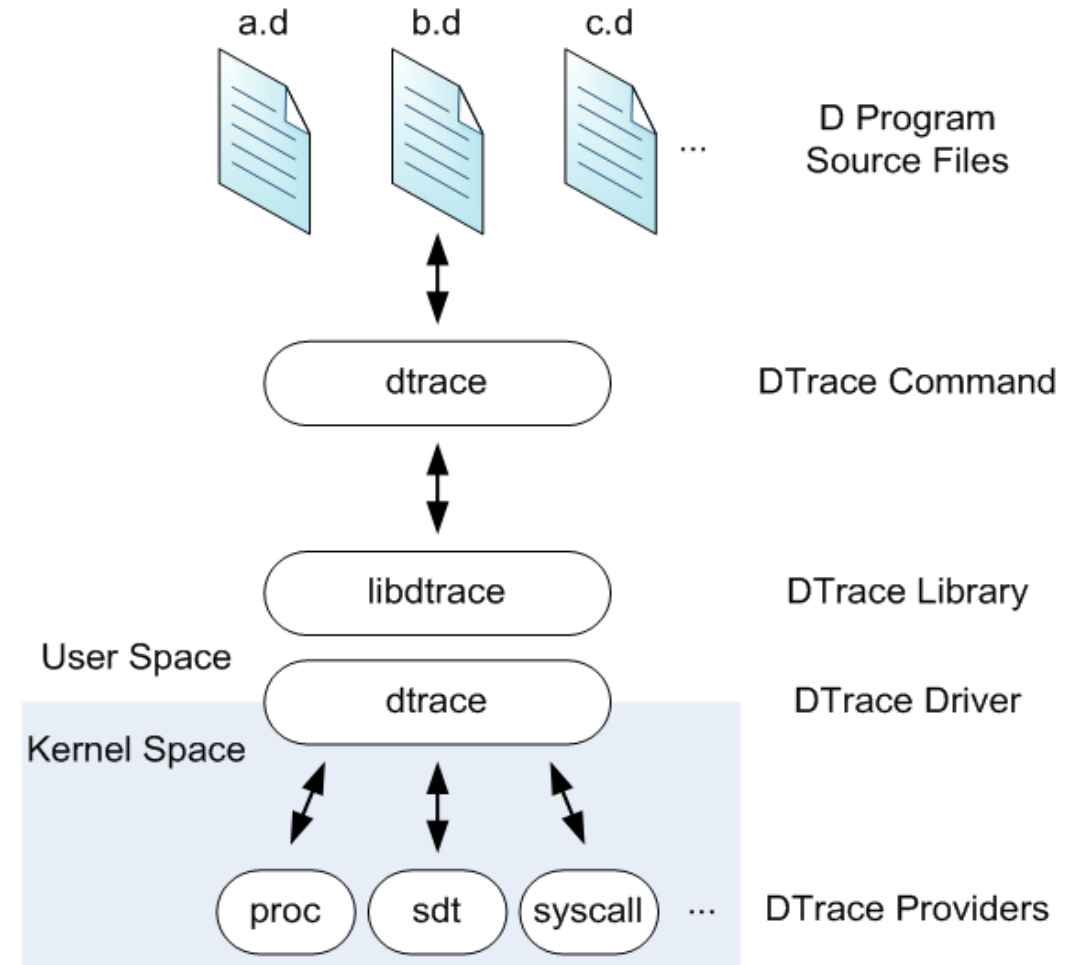 a.d b.d c.d
... D Program
Source Files
dtrace DTrace Command
libdtrace DTrace Library
User Space
dtrace DTrace Driver
Kernel Space
proc sdt syscall ... DTrace Providers